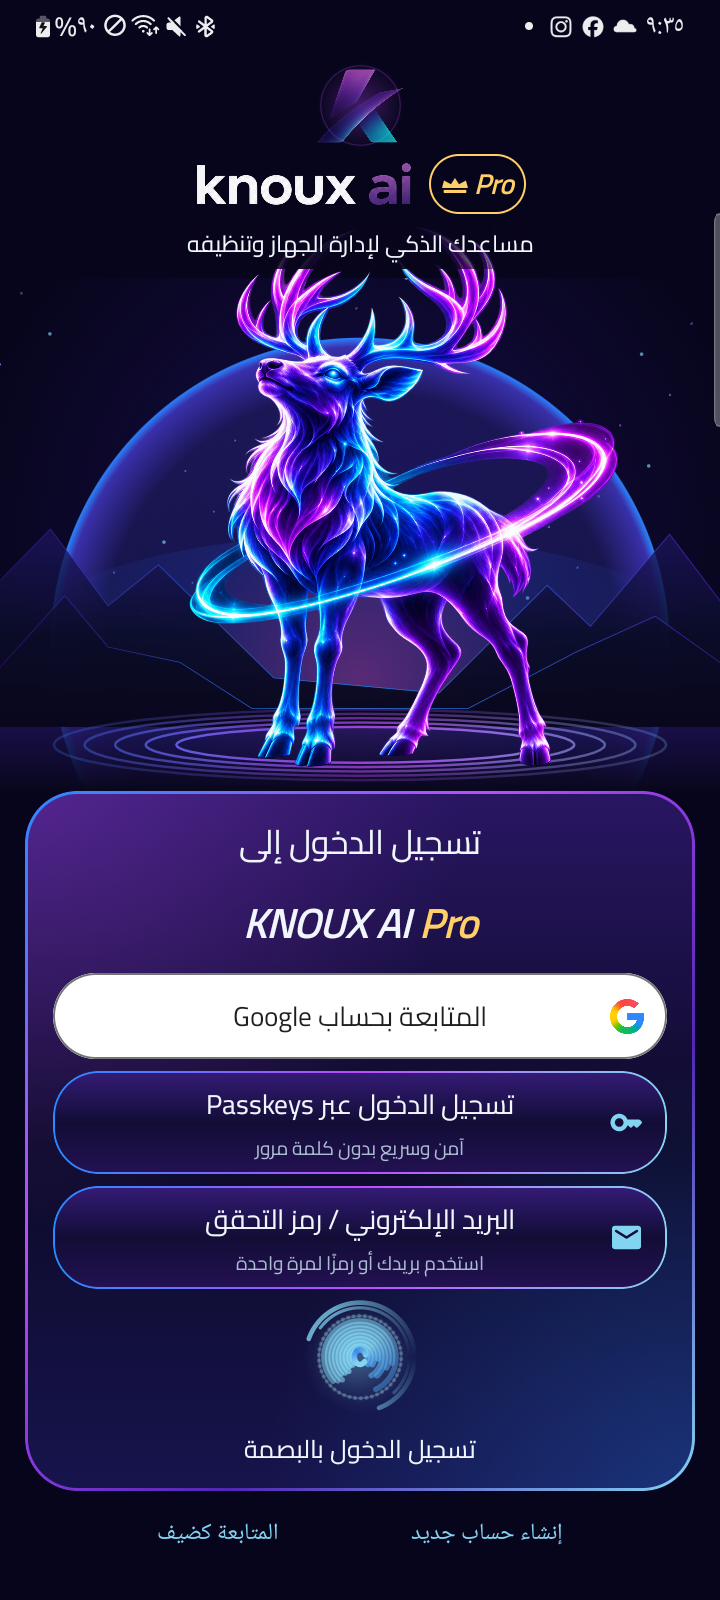 ٩:٣٥
%٩٠
knoux ai Pro
مساعدك الذكي لإدارة الجهاز وتنظيفه
تسجيل الدخول إلى
KNOUX AI Pro
المتابعة بحساب Google
تسجيل الدخول عبر Passkeys
آمن وسريع بدون كلمة مرور
البريد الإلكتروني / رمز التحقق
استخدم بريدك أو رمزًا لمرة واحدة
تسجيل الدخول بالبصمة
إنشاء حساب جديد
المتابعة كضيف